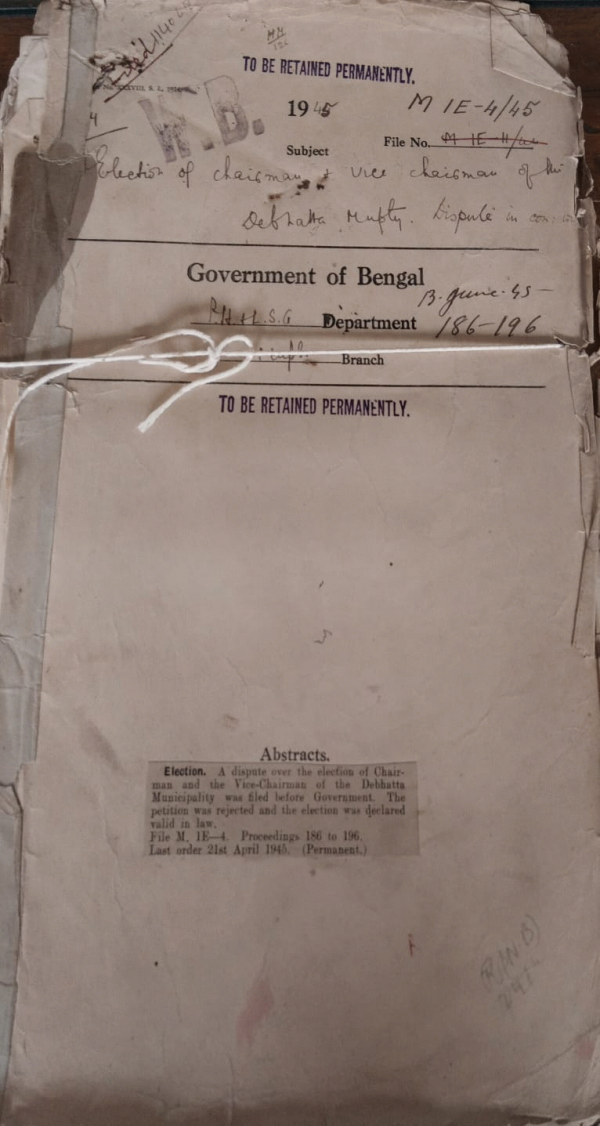 TO BE RETAINED PERMANENTLY.
W.B.
1945
M 1E-4/45
File No. M 1E-4/44
Subject
Election of chairman & vice chairman of the
Debhatta Mupty. Dispute in
Government of Bengal
B. June. 45-
P.H. & L.S.G Department 186-196
Branch
TO BE RETAINED PERMANENTLY.
Abstracts.
Election. A dispute over the election of Chair-
man and the Vice-Chairman of the Debhatta
Municipality was filed before Government. The
petition was rejected and the election was declared
valid in law.
File M. 1E—4. Proceedings 186 to 196.
Last order 21st April 1945. (Permanent.)